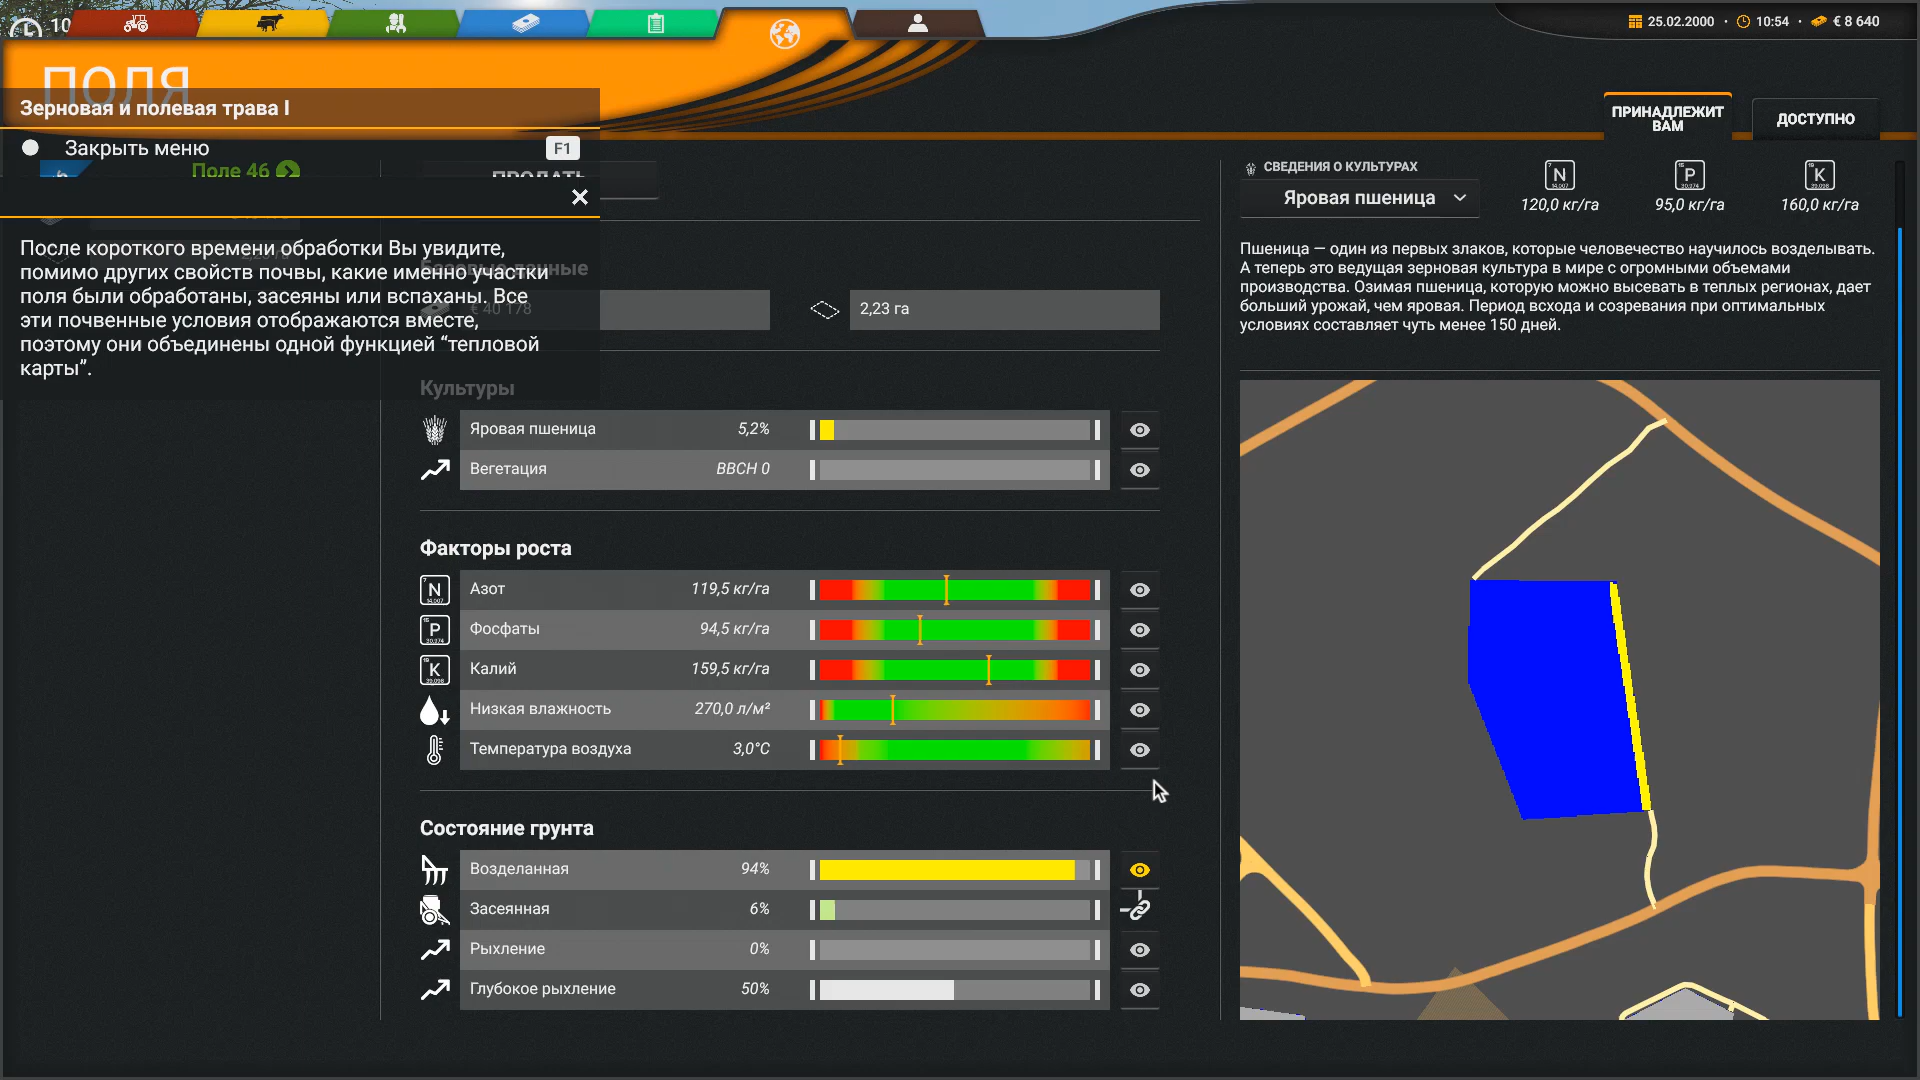 10
25.02.2000 • 10:54 • € 8 640
ПОЛЯ
Зерновая и полевая трава I
Закрыть меню F1
Поле 46
ПРОДАТЬ
После короткого времени обработки Вы увидите,
помимо других свойств почвы, какие именно участки
поля были обработаны, засеяны или вспаханы. Все
эти почвенные условия отображаются вместе,
поэтому они объединены одной функцией “тепловой
карты”.
Базовые данные
€ 40 178
2,23 га
Культуры
Яровая пшеница 5,2%
Вегетация BBCH 0
Факторы роста
N Азот 119,5 кг/га
P Фосфаты 94,5 кг/га
K Калий 159,5 кг/га
Низкая влажность 270,0 л/м²
Температура воздуха 3,0°C
Состояние грунта
Возделанная 94%
Засеянная 6%
Рыхление 0%
Глубокое рыхление 50%
ПРИНАДЛЕЖИТ
ВАМ
ДОСТУПНО
СВЕДЕНИЯ О КУЛЬТУРАХ
Яровая пшеница
N P K
120,0 кг/га 95,0 кг/га 160,0 кг/га
Пшеница — один из первых злаков, которые человечество научилось возделывать.
А теперь это ведущая зерновая культура в мире с огромными объемами
производства. Озимая пшеница, которую можно высевать в теплых регионах, дает
больший урожай, чем яровая. Период всхода и созревания при оптимальных
условиях составляет чуть менее 150 дней.